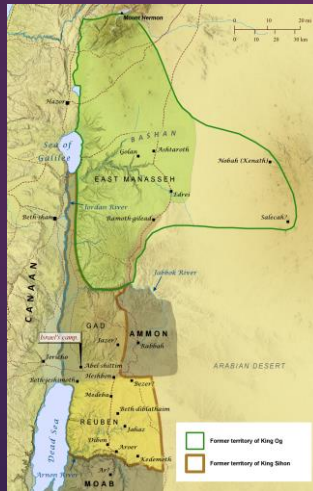 Mount Hermon
10
20 mi
10
20
30 km
Hazor
Sea of
Galilee
BASHAN
Golan
Ashtaroth
Nobah (Kenath)
EAST MANASSEH
Edrei
Jordan River
Beth-shan
Ramoth-gilead
Salecah?
Jabbok River
CANAAN
GAD
AMMON
Israel's camp
Jazer?
Rabbah
Jericho
Abel-shittim
ARABIAN DESERT
Heshbon
Beth-jeshimoth
Bezer?
Medeba
Beth-diblathaim
REUBEN
Dead Sea
Jahaz
Dibon
Aroer
Kedemoth
Arnon River
Ar?
MOAB
Former territory of King Og
Former territory of King Sihon